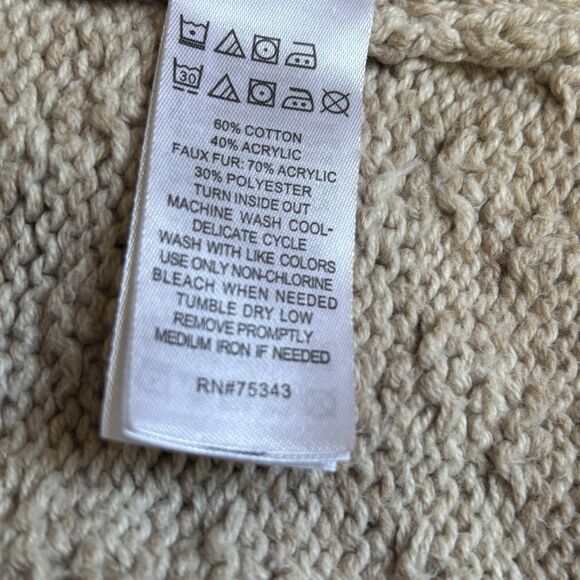 30
60% COTTON
40% ACRYLIC
FAUX FUR: 70% ACRYLIC
30% POLYESTER
TURN INSIDE OUT
MACHINE WASH COOL-
DELICATE CYCLE
WASH WITH LIKE COLORS
USE ONLY NON-CHLORINE
BLEACH WHEN NEEDED
TUMBLE DRY LOW
REMOVE PROMPTLY
MEDIUM IRON IF NEEDED
RN#75343